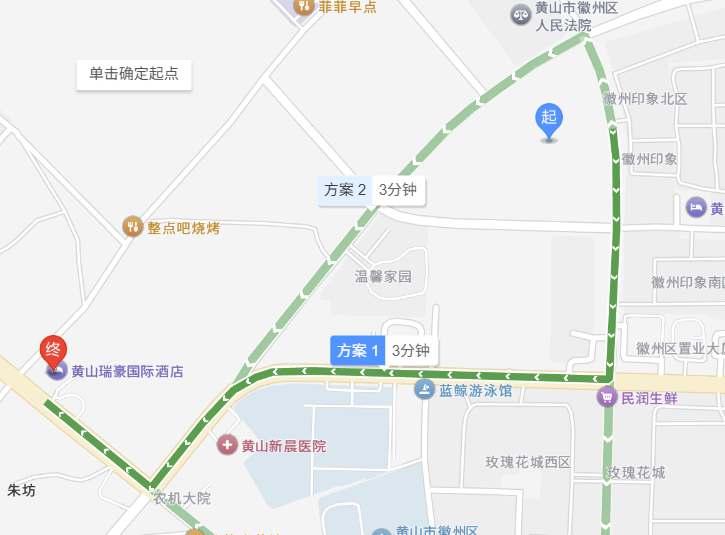 菲菲早点
黄山市徽州区
人民法院
单击确定起点
徽州印象北区
起
徽州印象
方案 2 3分钟
黄
整点吧烧烤
温馨家园
徽州印象南区
终
方案 1 3分钟
徽州区置业大厦
黄山瑞豪国际酒店
蓝鲸游泳馆
民润生鲜
黄山新晨医院
玫瑰花城西区
玫瑰花城
朱坊
农机大院
黄山市徽州区